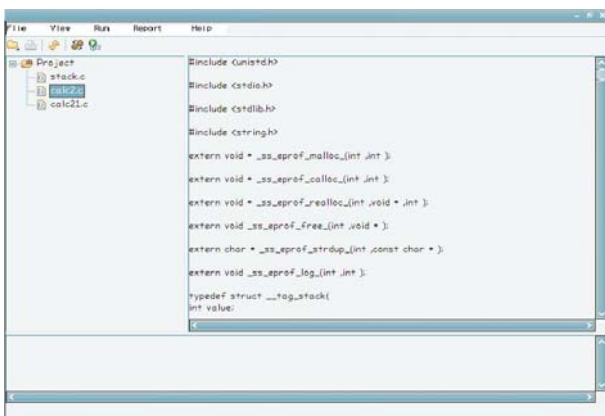 File View Run Report Help
Project
stack.c
calc2.c
calc21.c
#include <unistd.h>
#include <stdio.h>
#include <stdlib.h>
#include <string.h>
extern void * _ss_eprof_malloc_(int ,int );
extern void * _ss_eprof_calloc_(int ,int );
extern void * _ss_eprof_realloc_(int ,void * ,int );
extern void _ss_eprof_free_(int ,void * );
extern char * _ss_eprof_strdup_(int ,const char * );
extern void _ss_eprof_log_(int ,int );
typedef struct __tag_stack{
int value;